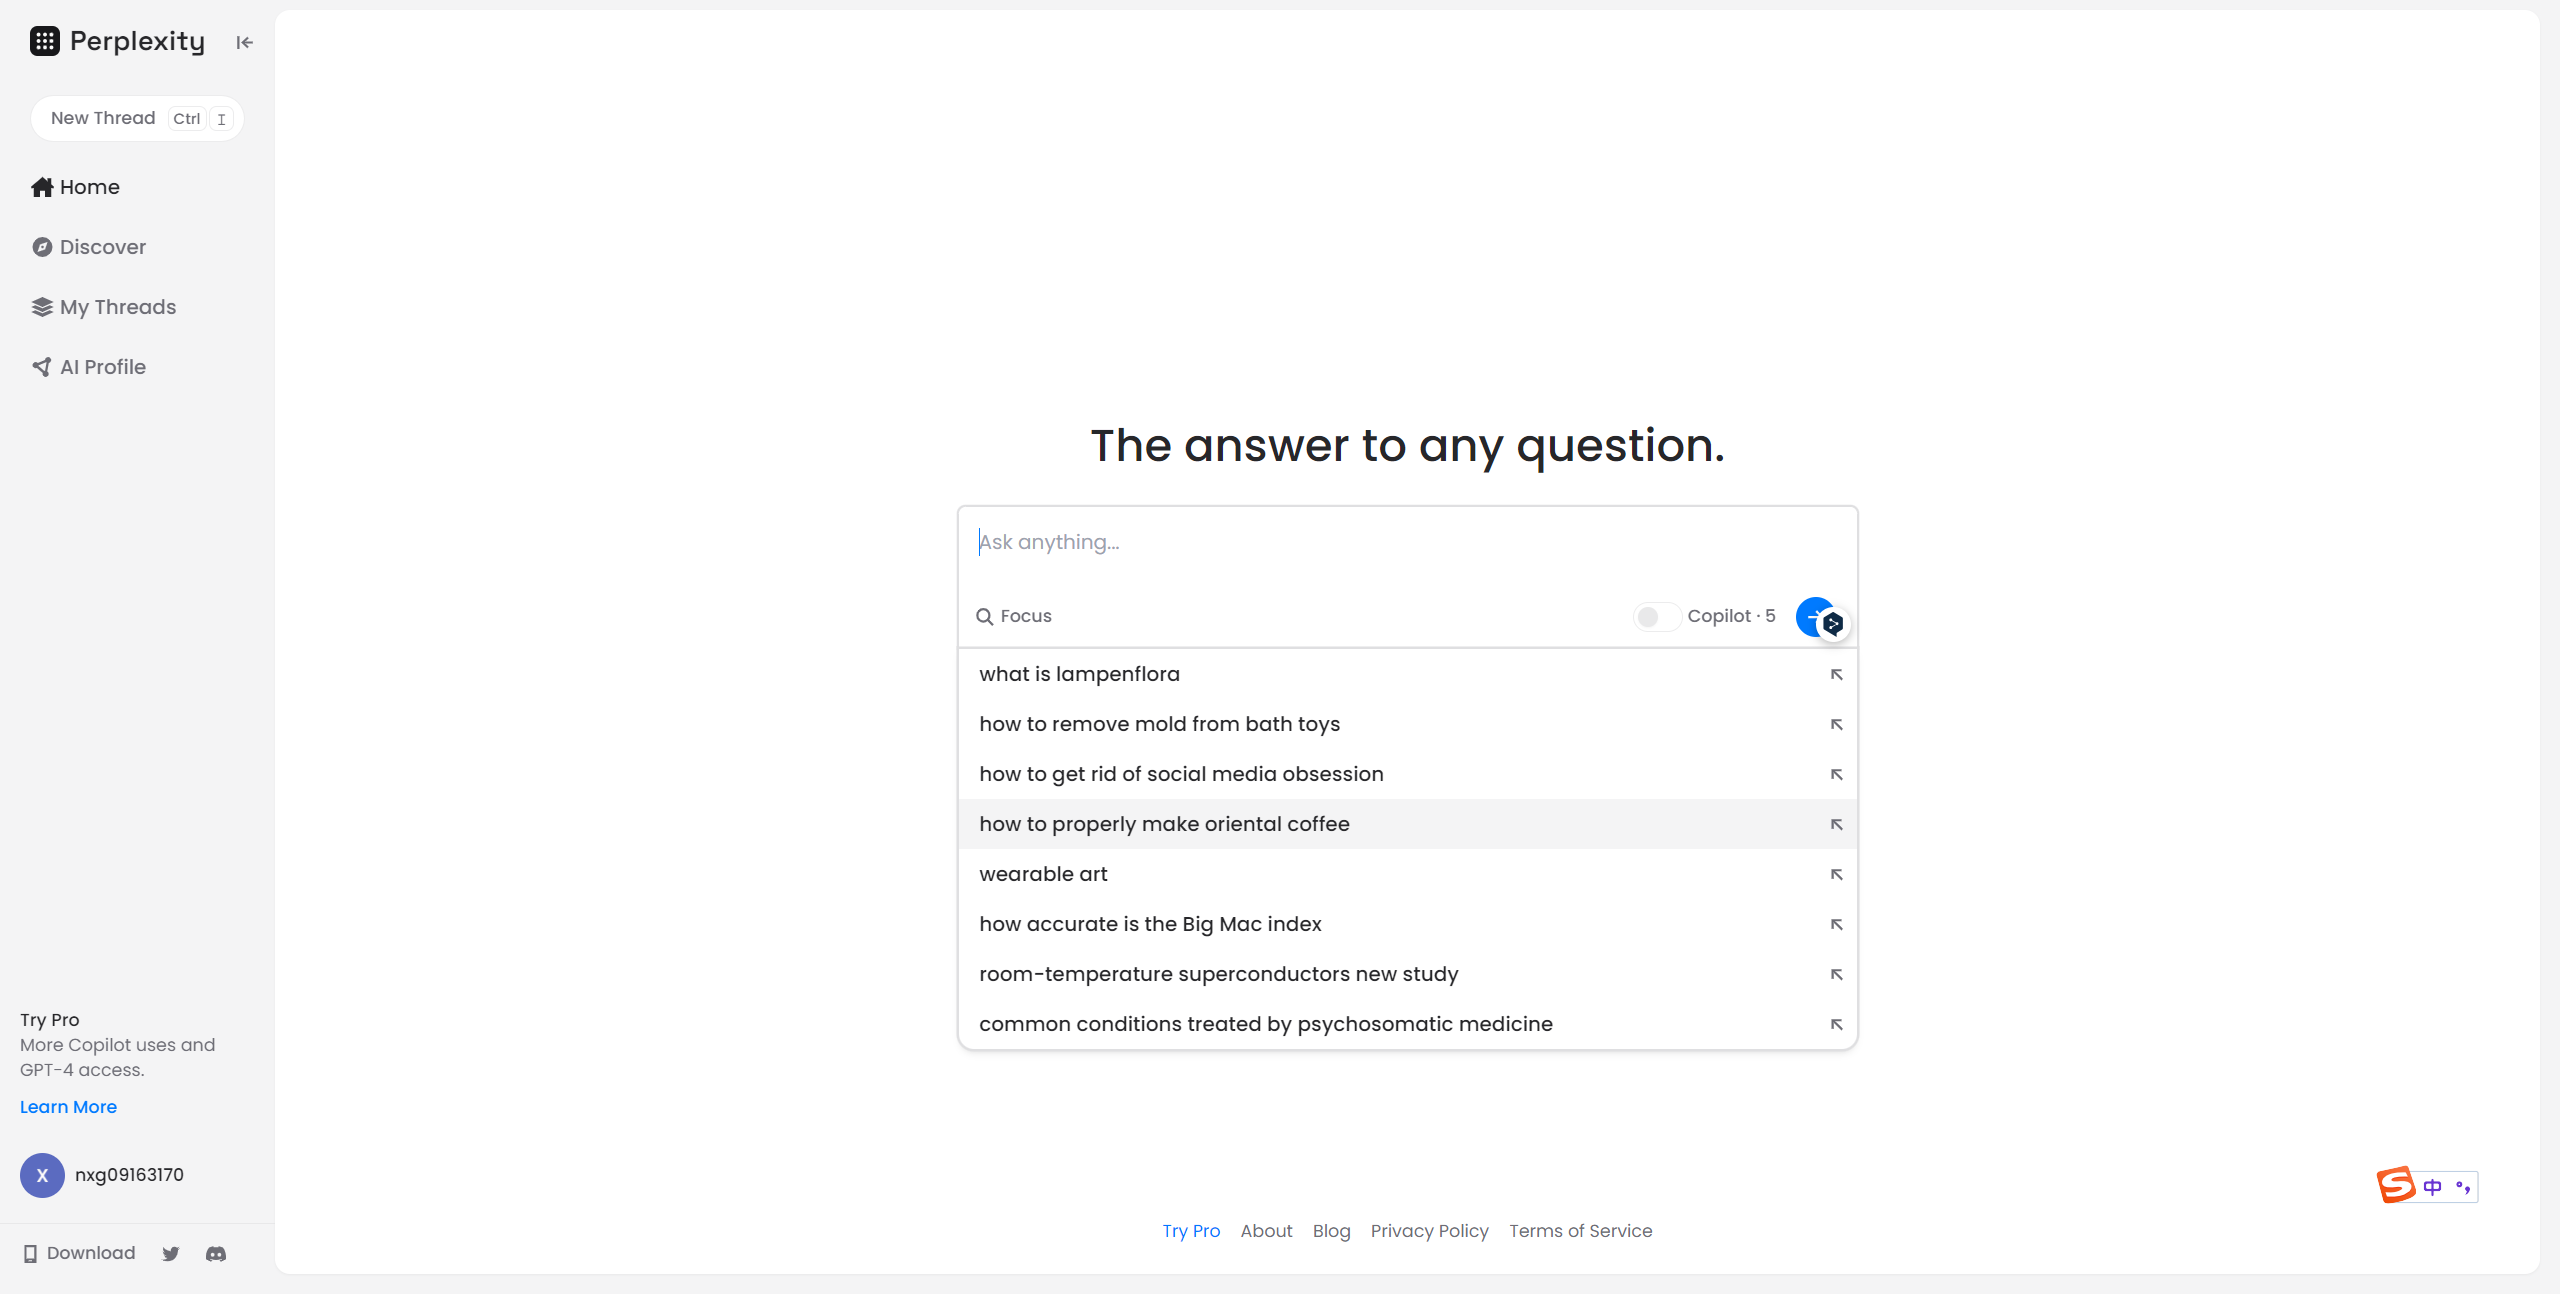 Perplexity
New Thread Ctrl I
Home
Discover
My Threads
AI Profile
Try Pro
More Copilot uses and
GPT-4 access.
Learn More
X nxg09163170
Download
The answer to any question.
Ask anything...
Focus
Copilot · 5
what is lampenflora
how to remove mold from bath toys
how to get rid of social media obsession
how to properly make oriental coffee
wearable art
how accurate is the Big Mac index
room-temperature superconductors new study
common conditions treated by psychosomatic medicine
S 中 °,
Try Pro About Blog Privacy Policy Terms of Service